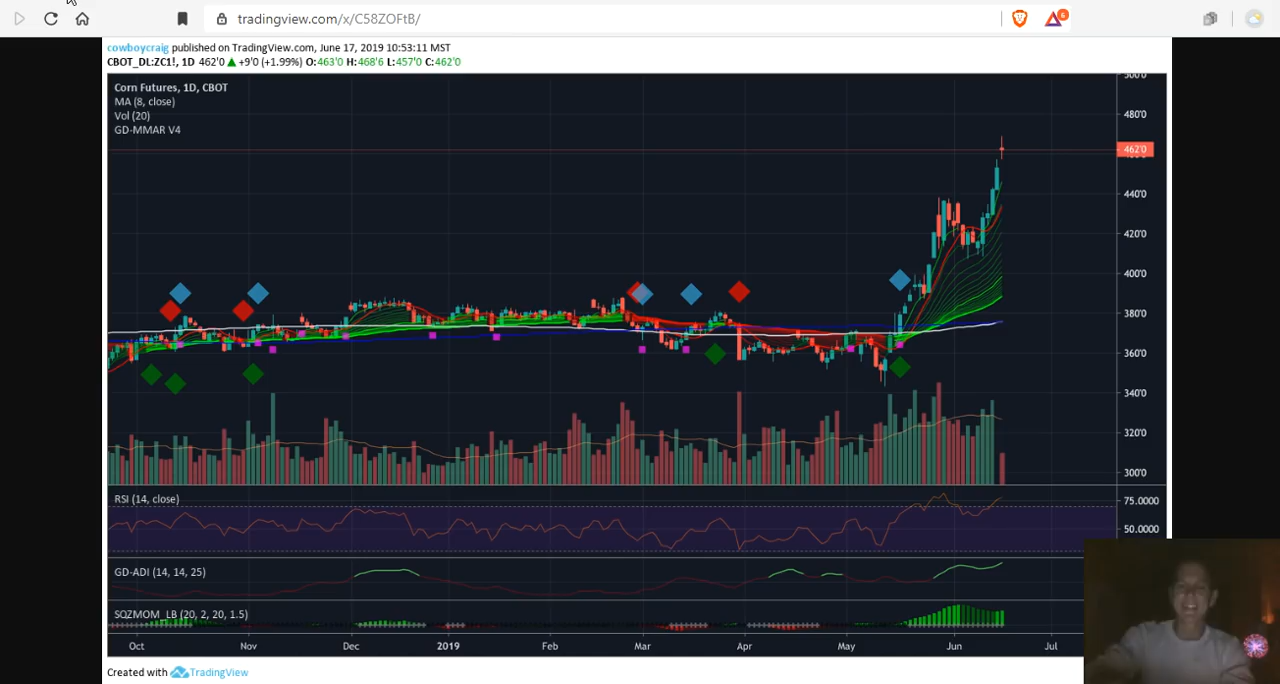 tradingview.com/x/C58ZOFtB/
6
cowboycraig published on TradingView.com, June 17, 2019 10:53:11 MST
CBOT_DL:ZC1!, 1D 462'0 ▲ +9'0 (+1.99%) O:463'0 H:468'6 L:457'0 C:462'0
Corn Futures, 1D, CBOT
MA (8, close)
Vol (20)
GD-MMAR V4
500'0
480'0
462'0
440'0
420'0
400'0
380'0
360'0
340'0
320'0
300'0
RSI (14, close)
75.0000
50.0000
GD-ADI (14, 14, 25)
SQZMOM_LB (20, 2, 20, 1.5)
Oct Nov Dec 2019 Feb Mar Apr May Jun Jul
Created with TradingView